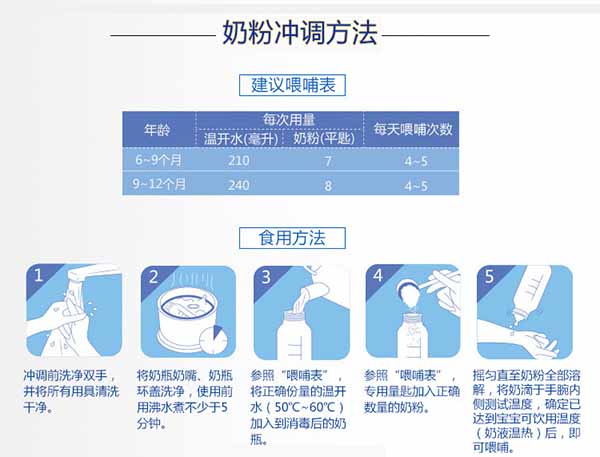 奶粉冲调方法
建议喂哺表
年龄 每次用量 每天喂哺次数
温开水(毫升) 奶粉(平匙)
6~9个月 210 7 4~5
9~12个月 240 8 4~5
食用方法
1
冲调前洗净双手，
并将所有用具清洗
干净。
2
将奶瓶奶嘴、奶瓶
环盖洗净，使用前
用沸水煮不少于5
分钟。
3
参照“喂哺表”，
将正确份量的温开
水（50℃~60℃）
加入到消毒后的奶
瓶。
4
参照“喂哺表”，
专用量匙加入正确
数量的奶粉。
5
摇匀直至奶粉全部溶
解，将奶滴于手腕内
侧测试温度，确定已
达到宝宝可饮用温度
（奶液温热）后，即
可喂哺。